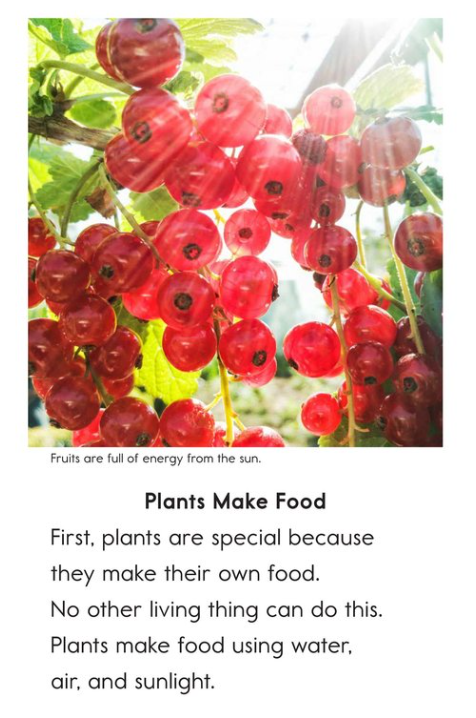 Fruits are full of energy from the sun.
Plants Make Food
First, plants are special because
they make their own food.
No other living thing can do this.
Plants make food using water,
air, and sunlight.